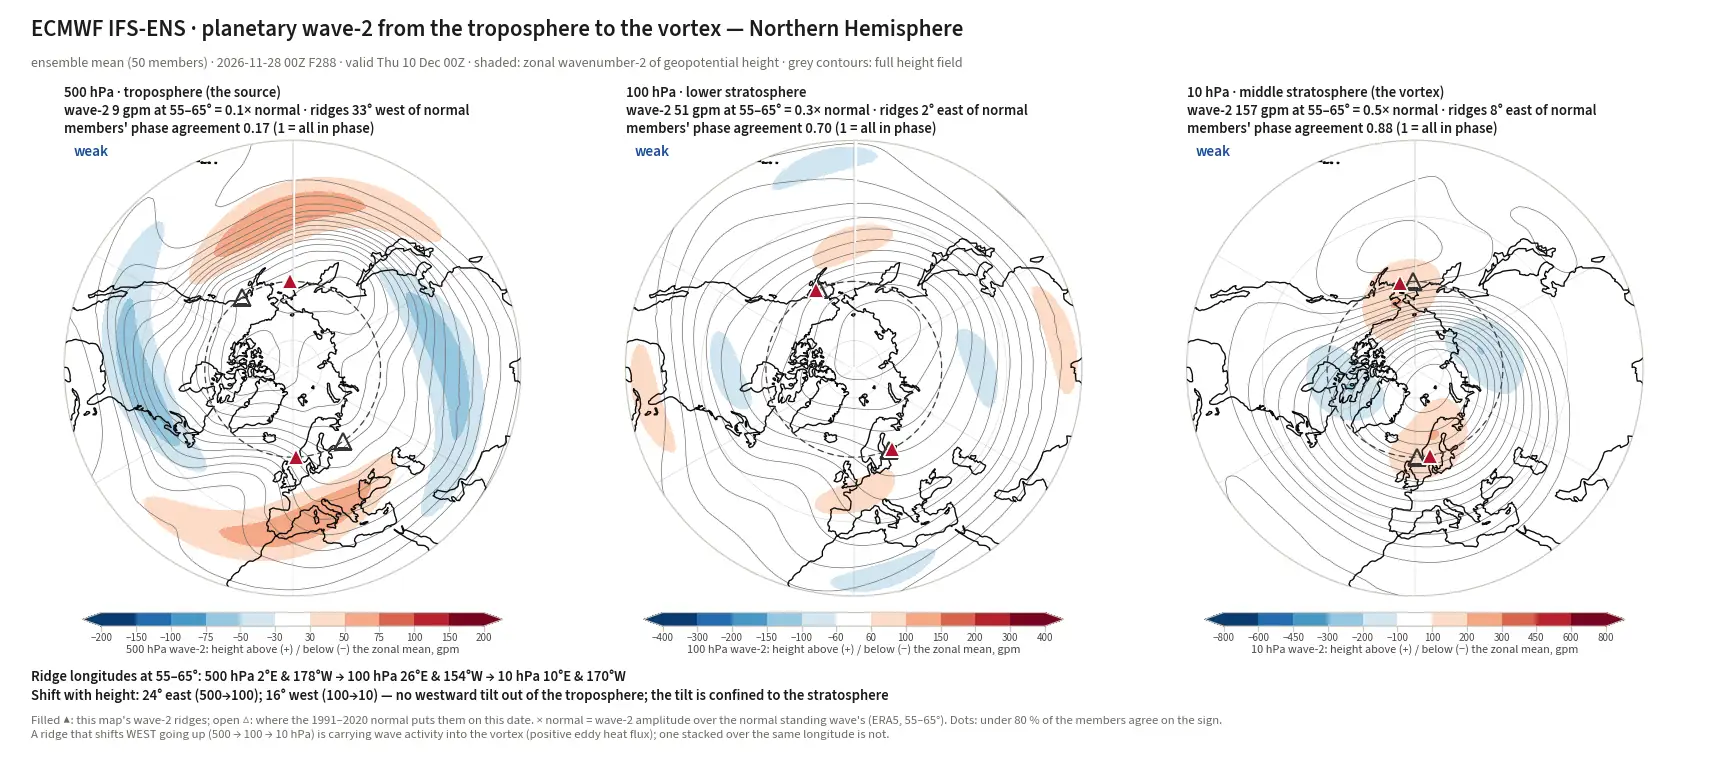 ECMWF IFS-ENS · planetary wave-2 from the troposphere to the vortex — Northern Hemisphere
ensemble mean (50 members) · 2026-11-28 00Z F288 · valid Thu 10 Dec 00Z · shaded: zonal wavenumber-2 of geopotential height · grey contours: full height field
500 hPa · troposphere (the source)
wave-2 9 gpm at 55–65° = 0.1× normal · ridges 33° west of normal
members' phase agreement 0.17 (1 = all in phase)
weak
100 hPa · lower stratosphere
wave-2 51 gpm at 55–65° = 0.3× normal · ridges 2° east of normal
members' phase agreement 0.70 (1 = all in phase)
weak
10 hPa · middle stratosphere (the vortex)
wave-2 157 gpm at 55–65° = 0.5× normal · ridges 8° east of normal
members' phase agreement 0.88 (1 = all in phase)
weak
−200 −150 −100 −75 −50 −30 30 50 75 100 150 200
500 hPa wave-2: height above (+) / below (−) the zonal mean, gpm
−400 −300 −200 −150 −100 −60 60 100 150 200 300 400
100 hPa wave-2: height above (+) / below (−) the zonal mean, gpm
−800 −600 −450 −300 −200 −100 100 200 300 450 600 800
10 hPa wave-2: height above (+) / below (−) the zonal mean, gpm
Ridge longitudes at 55–65°: 500 hPa 2°E & 178°W → 100 hPa 26°E & 154°W → 10 hPa 10°E & 170°W
Shift with height: 24° east (500→100); 16° west (100→10) — no westward tilt out of the troposphere; the tilt is confined to the stratosphere
Filled ▲: this map's wave-2 ridges; open △: where the 1991–2020 normal puts them on this date. × normal = wave-2 amplitude over the normal standing wave's (ERA5, 55–65°). Dots: under 80 % of the members agree on the sign.
A ridge that shifts WEST going up (500 → 100 → 10 hPa) is carrying wave activity into the vortex (positive eddy heat flux); one stacked over the same longitude is not.